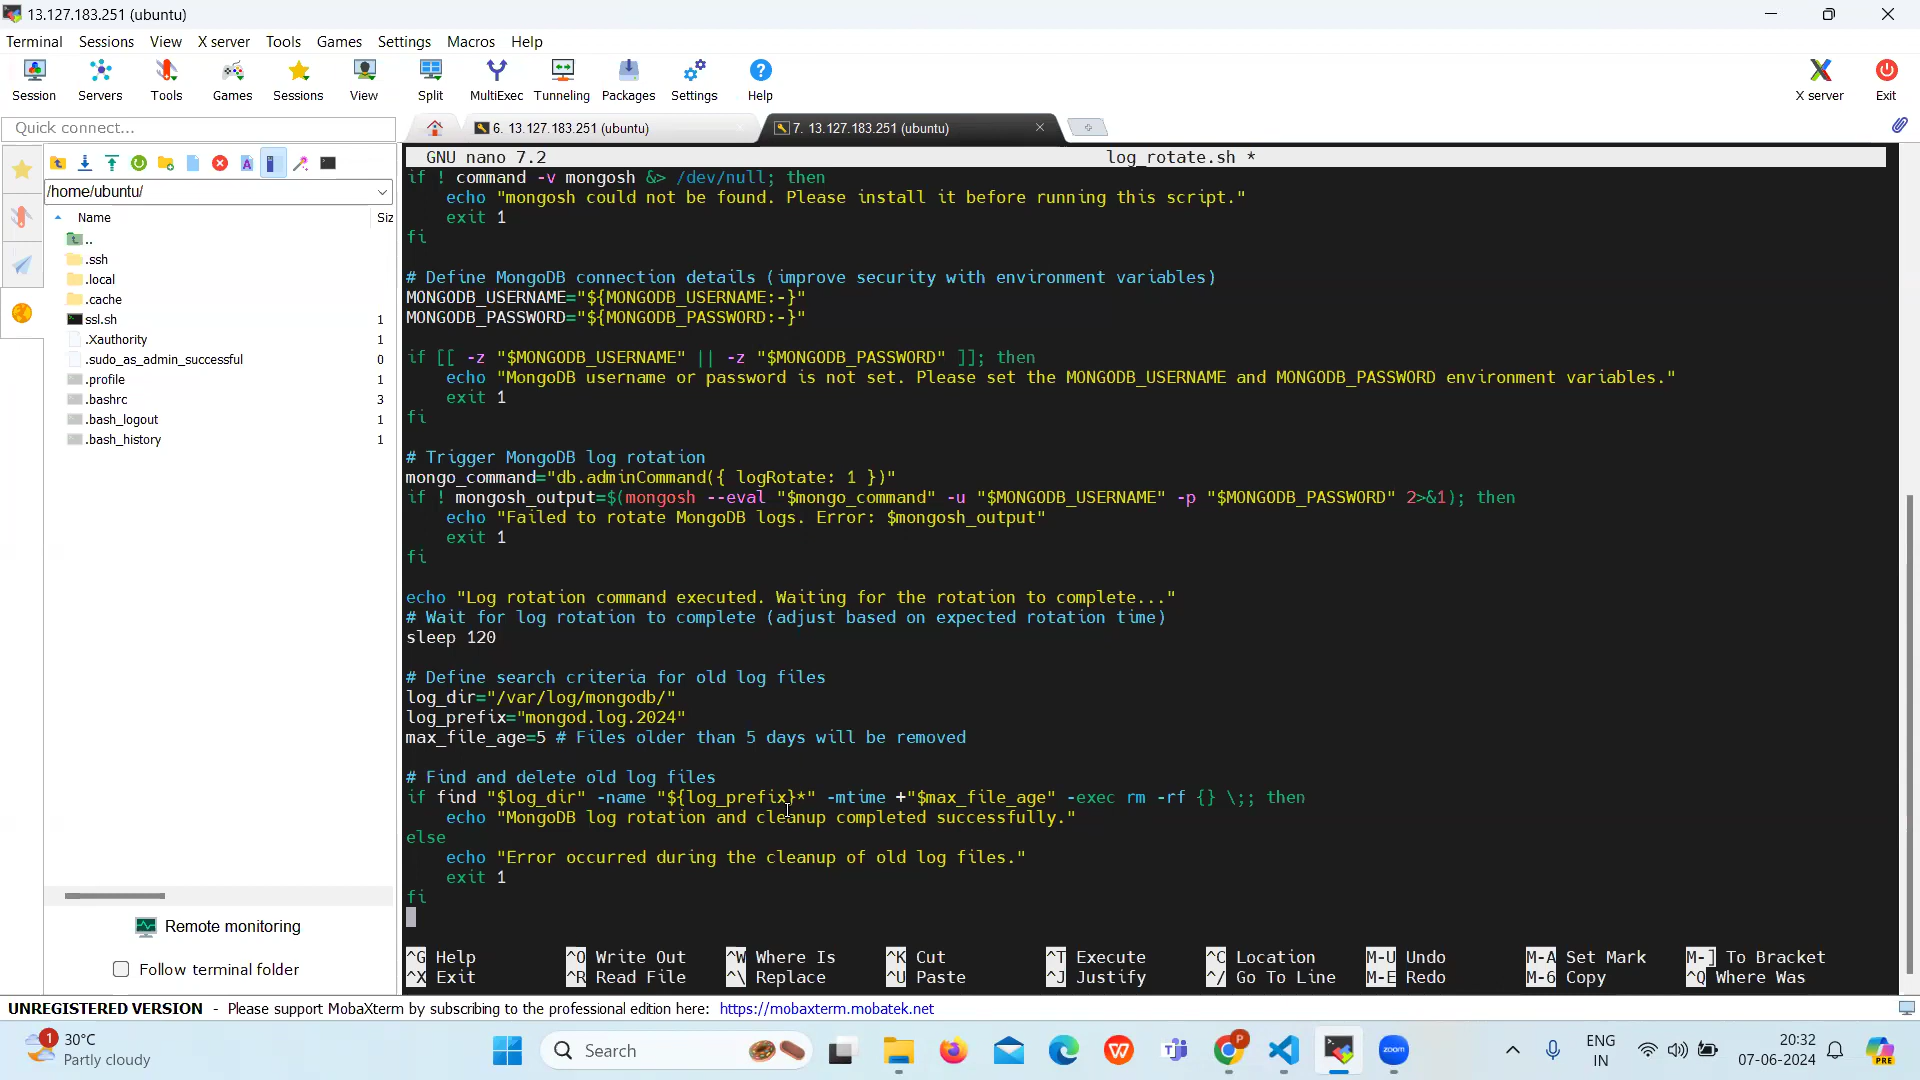 13.127.183.251 (ubuntu)
Terminal Sessions View X server Tools Games Settings Macros Help
Session Servers Tools Games Sessions View Split MultiExec Tunneling Packages Settings Help X server Exit
Quick connect...
6. 13.127.183.251 (ubuntu)
7. 13.127.183.251 (ubuntu)
/home/ubuntu/
Name Siz
..
.ssh
.local
.cache
ssl.sh 1
.Xauthority 1
.sudo_as_admin_successful 0
.profile 1
.bashrc 3
.bash_logout 1
.bash_history 1
Remote monitoring
Follow terminal folder
GNU nano 7.2 log_rotate.sh *
if ! command -v mongosh &> /dev/null; then
echo "mongosh could not be found. Please install it before running this script."
exit 1
fi
# Define MongoDB connection details (improve security with environment variables)
MONGODB_USERNAME="${MONGODB_USERNAME:-}"
MONGODB_PASSWORD="${MONGODB_PASSWORD:-}"
if [[ -z "$MONGODB_USERNAME" || -z "$MONGODB_PASSWORD" ]]; then
echo "MongoDB username or password is not set. Please set the MONGODB_USERNAME and MONGODB_PASSWORD environment variables."
exit 1
fi
# Trigger MongoDB log rotation
mongo_command="db.adminCommand({ logRotate: 1 })"
if ! mongosh_output=$(mongosh --eval "$mongo_command" -u "$MONGODB_USERNAME" -p "$MONGODB_PASSWORD" 2>&1); then
echo "Failed to rotate MongoDB logs. Error: $mongosh_output"
exit 1
fi
echo "Log rotation command executed. Waiting for the rotation to complete..."
# Wait for log rotation to complete (adjust based on expected rotation time)
sleep 120
# Define search criteria for old log files
log_dir="/var/log/mongodb/"
log_prefix="mongod.log.2024"
max_file_age=5 # Files older than 5 days will be removed
# Find and delete old log files
if find "$log_dir" -name "${log_prefix}*" -mtime +"$max_file_age" -exec rm -rf {} \;; then
echo "MongoDB log rotation and cleanup completed successfully."
else
echo "Error occurred during the cleanup of old log files."
exit 1
fi
^G Help ^O Write Out ^W Where Is ^K Cut ^T Execute ^C Location M-U Undo M-A Set Mark M-] To Bracket
^X Exit ^R Read File ^\ Replace ^U Paste ^J Justify ^/ Go To Line M-E Redo M-6 Copy ^Q Where Was
UNREGISTERED VERSION - Please support MobaXterm by subscribing to the professional edition here: https://mobaxterm.mobatek.net
1
30°C
Partly cloudy
Search
P
W
zoom
ENG
IN
20:32
07-06-2024
PRE